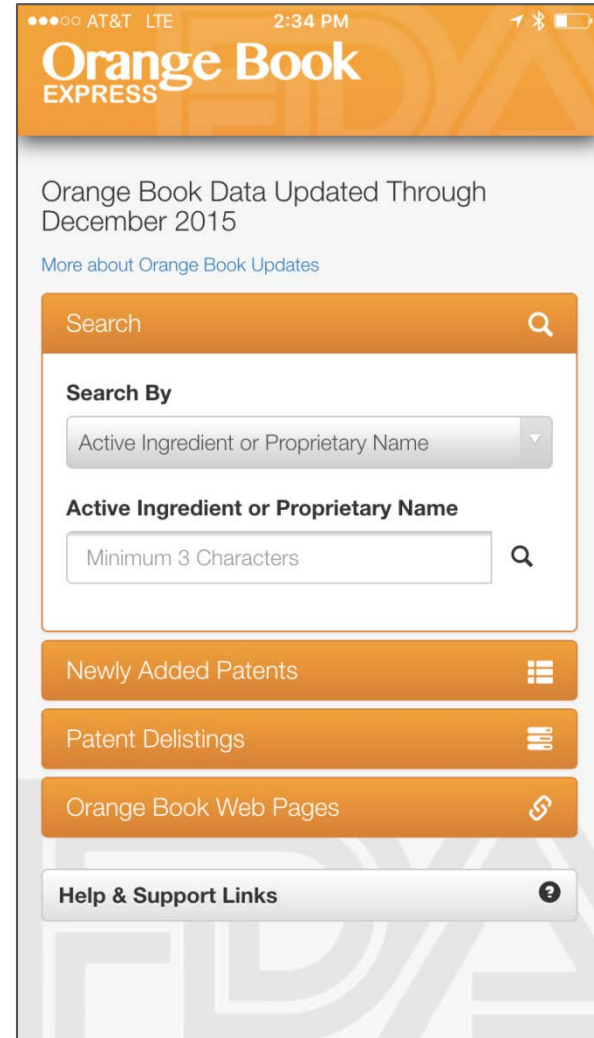 AT&T LTE 2:34 PM
Orange Book
EXPRESS
Orange Book Data Updated Through
December 2015
More about Orange Book Updates
Search
Search By
Active Ingredient or Proprietary Name
Active Ingredient or Proprietary Name
Minimum 3 Characters
Newly Added Patents
Patent Delistings
Orange Book Web Pages
Help & Support Links
FDA
FDA